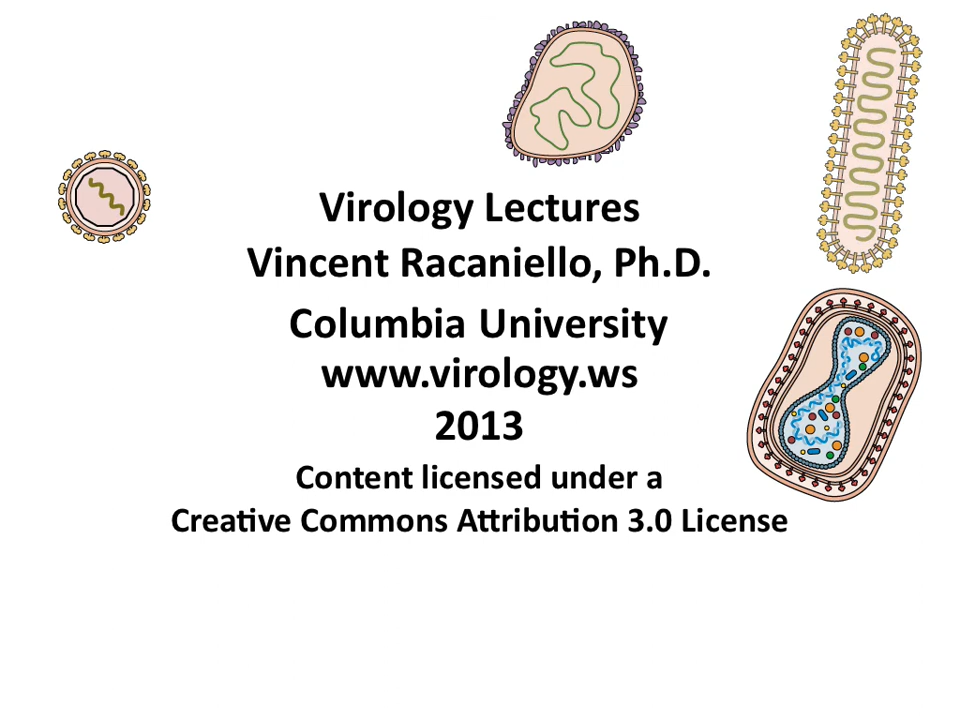 Virology Lectures
Vincent Racaniello, Ph.D.
Columbia University
www.virology.ws
2013
Content licensed under a
Creative Commons Attribution 3.0 License